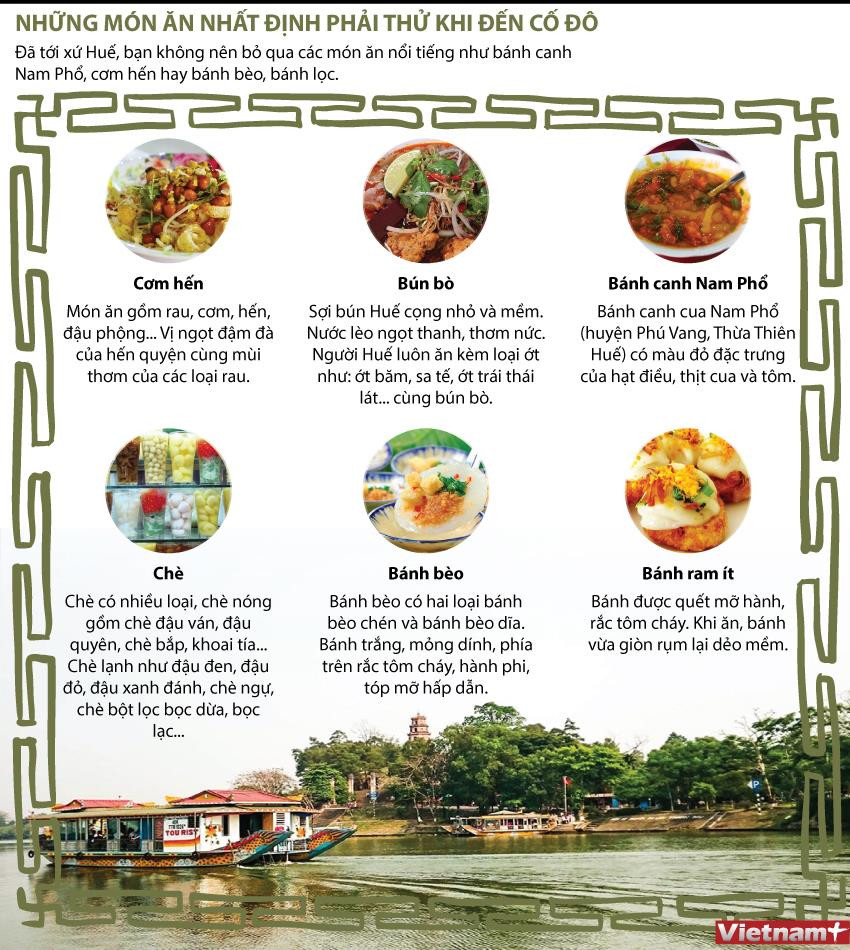 NHỮNG MÓN ĂN NHẤT ĐỊNH PHẢI THỬ KHI ĐẾN CỐ ĐÔ
Đã tới xứ Huế, bạn không nên bỏ qua các món ăn nổi tiếng như bánh canh
Nam Phổ, cơm hến hay bánh bèo, bánh lọc.
Cơm hến
Món ăn gồm rau, cơm, hến,
đậu phộng... Vị ngọt đậm đà
của hến quyện cùng mùi
thơm của các loại rau.
Bún bò
Sợi bún Huế cọng nhỏ và mềm.
Nước lèo ngọt thanh, thơm nức.
Người Huế luôn ăn kèm loại ớt
như: ớt băm, sa tế, ớt trái thái
lát... cùng bún bò.
Bánh canh Nam Phổ
Bánh canh cua Nam Phổ
(huyện Phú Vang, Thừa Thiên
Huế) có màu đỏ đặc trưng
của hạt điều, thịt cua và tôm.
Chè
Chè có nhiều loại, chè nóng
gồm chè đậu ván, đậu
quyên, chè bắp, khoai tía...
Chè lạnh như đậu đen, đậu
đỏ, đậu xanh đánh, chè ngự,
chè bột lọc bọc dừa, bọc
lạc...
Bánh bèo
Bánh bèo có hai loại bánh
bèo chén và bánh bèo dĩa.
Bánh trắng, mỏng dính, phía
trên rắc tôm cháy, hành phi,
tóp mỡ hấp dẫn.
Bánh ram ít
Bánh được quết mỡ hành,
rắc tôm cháy. Khi ăn, bánh
vừa giòn rụm lại dẻo mềm.
TOURIST
P
Vietnam+